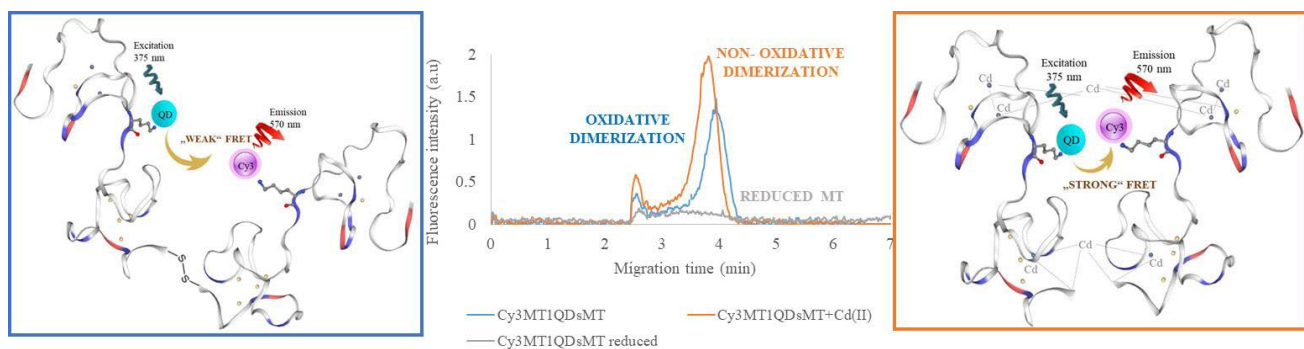 Excitation
375 nm
QD
„WEAK“ FRET
Emission
570 nm
Cy3
S
S
Fluorescence intensity (a.u)
2
1.5
1
0.5
0
0
1
2
3
4
5
6
7
Migration time (min)
OXIDATIVE
DIMERIZATION
NON- OXIDATIVE
DIMERIZATION
REDUCED MT
Cy3MT1QDsMT
Cy3MT1QDsMT+Cd(II)
Cy3MT1QDsMT reduced
Excitation
375 nm
Emission
570 nm
Cd
Cd
Cd
Cd
QD
Cy3
„STRONG“ FRET
Cd
Cd
Cd